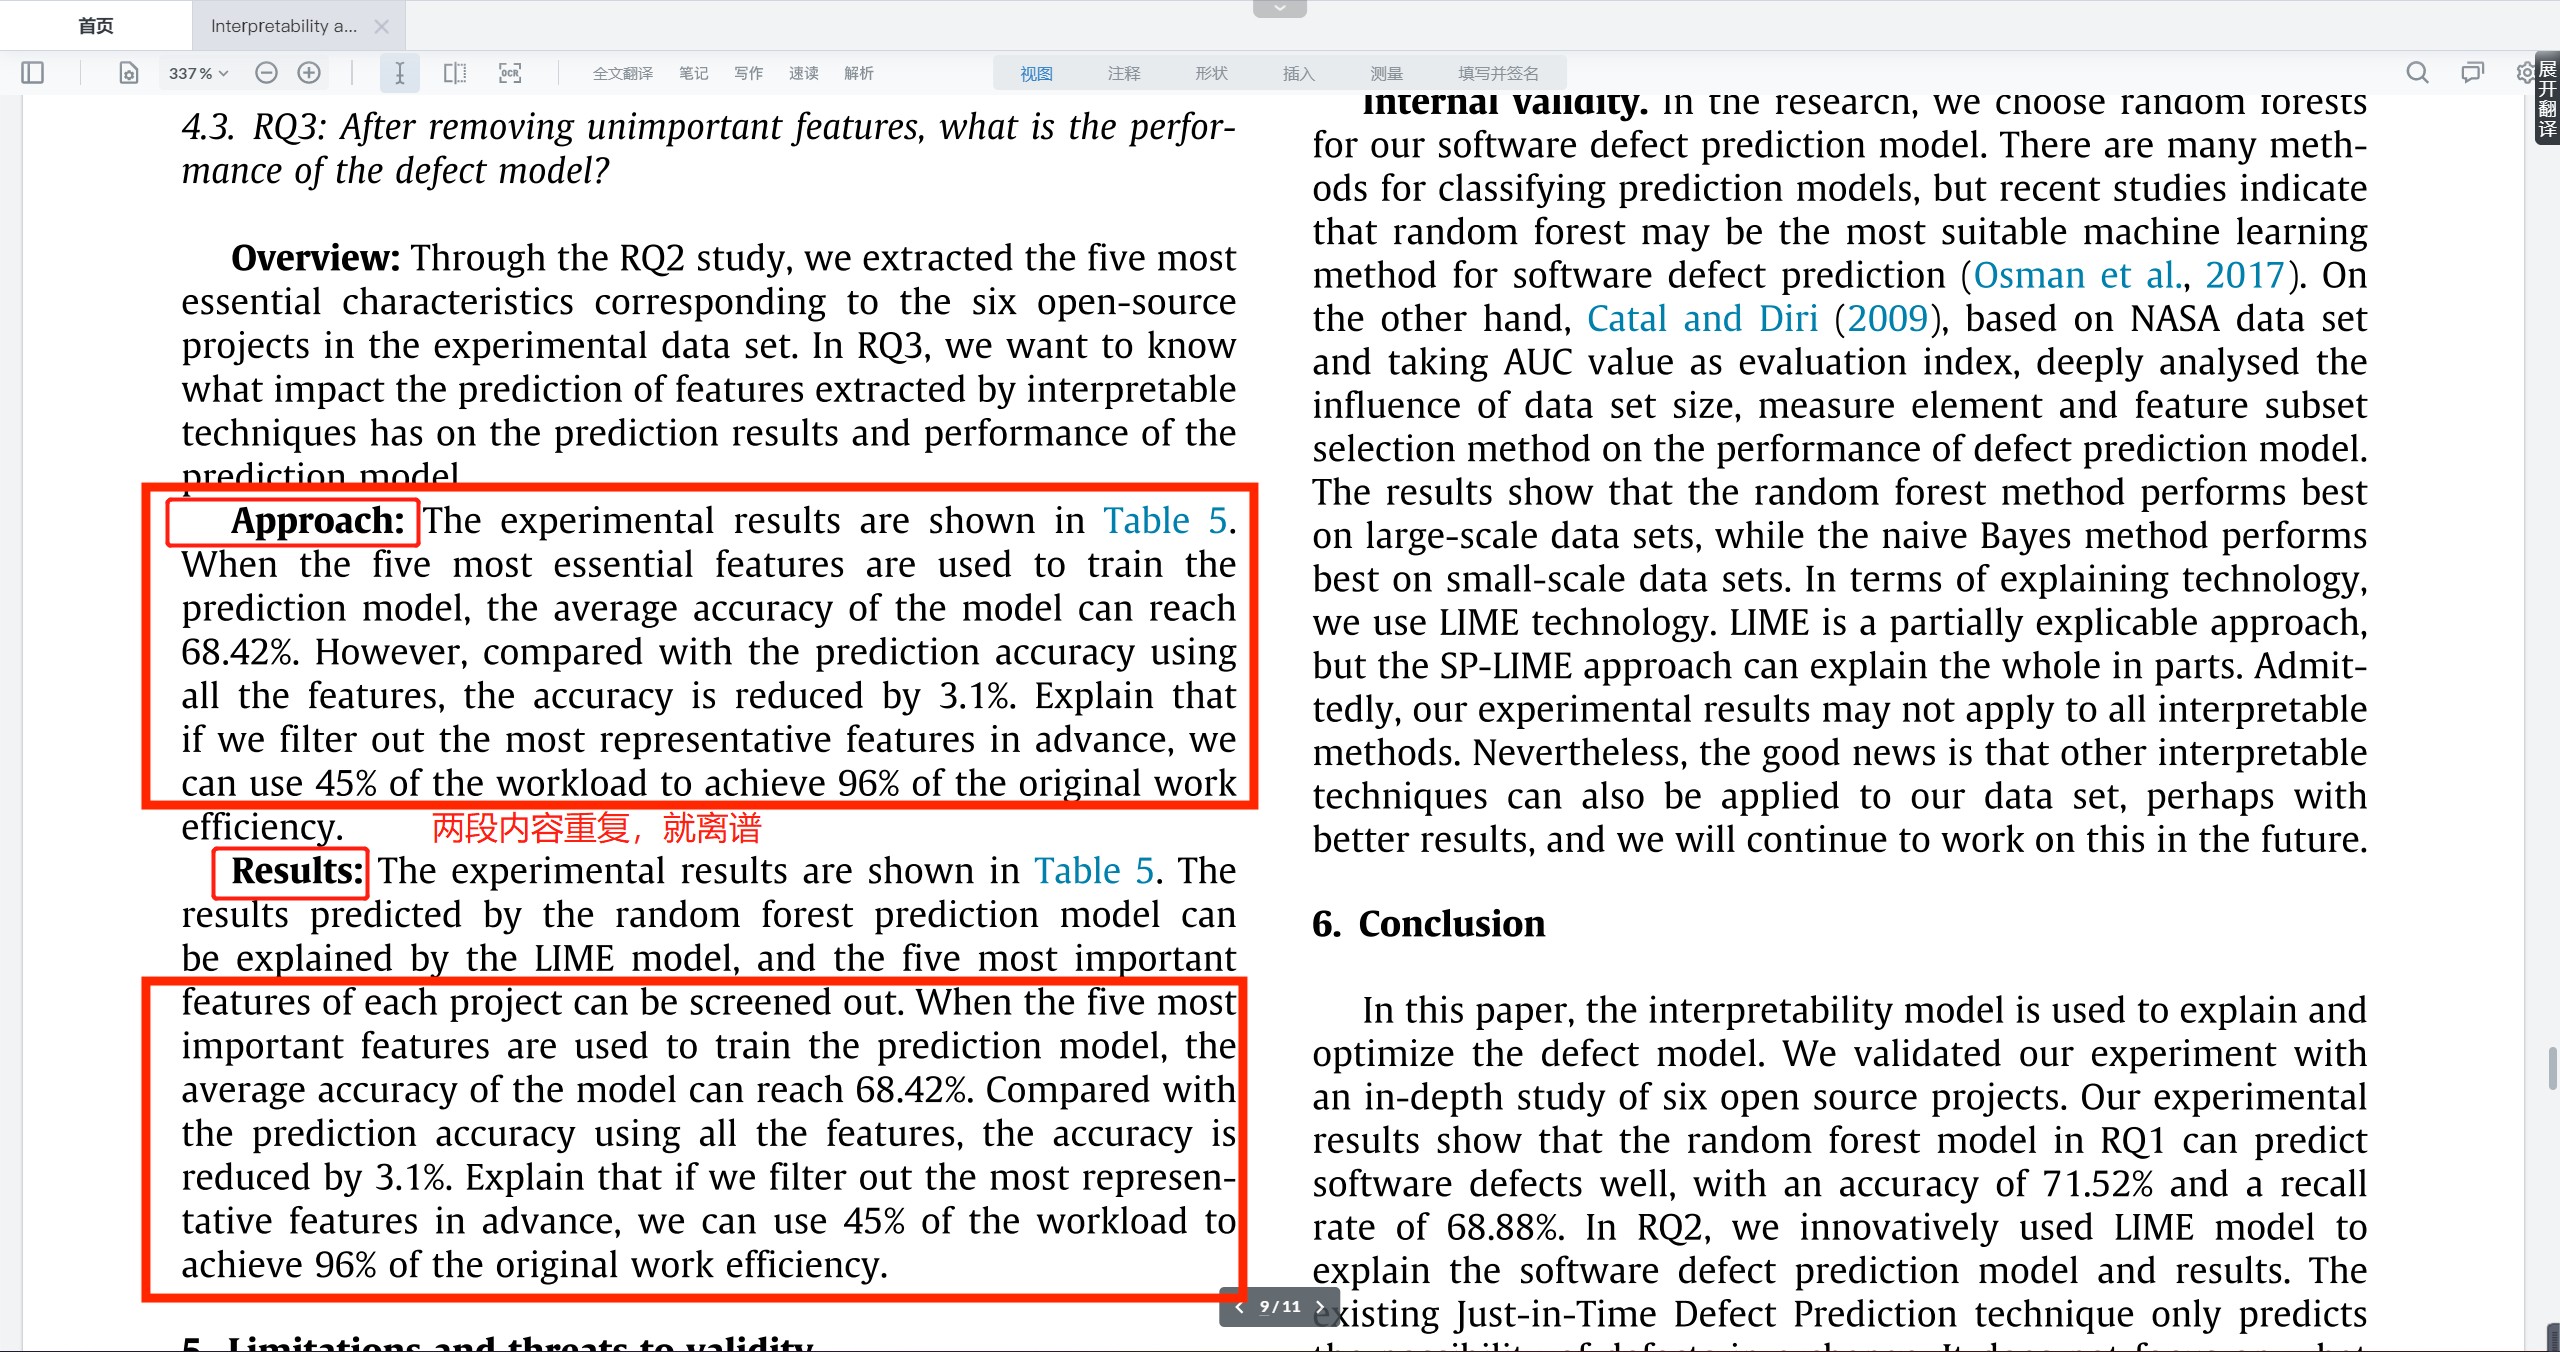 首页
Interpretability a...
337%
OCR
全文翻译
笔记
写作
速读
解析
视图
注释
形状
插入
测量
填写并签名
展开翻译
4.3. RQ3: After removing unimportant features, what is the perfor-
mance of the defect model?
Overview: Through the RQ2 study, we extracted the five most
essential characteristics corresponding to the six open-source
projects in the experimental data set. In RQ3, we want to know
what impact the prediction of features extracted by interpretable
techniques has on the prediction results and performance of the
prediction model.
Approach: The experimental results are shown in Table 5.
When the five most essential features are used to train the
prediction model, the average accuracy of the model can reach
68.42%. However, compared with the prediction accuracy using
all the features, the accuracy is reduced by 3.1%. Explain that
if we filter out the most representative features in advance, we
can use 45% of the workload to achieve 96% of the original work
efficiency.
两段内容重复，就离谱
Results: The experimental results are shown in Table 5. The
results predicted by the random forest prediction model can
be explained by the LIME model, and the five most important
features of each project can be screened out. When the five most
important features are used to train the prediction model, the
average accuracy of the model can reach 68.42%. Compared with
the prediction accuracy using all the features, the accuracy is
reduced by 3.1%. Explain that if we filter out the most represen-
tative features in advance, we can use 45% of the workload to
achieve 96% of the original work efficiency.
5. Limitations and threats to validity
Internal validity. In the research, we choose random forests
for our software defect prediction model. There are many meth-
ods for classifying prediction models, but recent studies indicate
that random forest may be the most suitable machine learning
method for software defect prediction (Osman et al., 2017). On
the other hand, Catal and Diri (2009), based on NASA data set
and taking AUC value as evaluation index, deeply analysed the
influence of data set size, measure element and feature subset
selection method on the performance of defect prediction model.
The results show that the random forest method performs best
on large-scale data sets, while the naive Bayes method performs
best on small-scale data sets. In terms of explaining technology,
we use LIME technology. LIME is a partially explicable approach,
but the SP-LIME approach can explain the whole in parts. Admit-
tedly, our experimental results may not apply to all interpretable
methods. Nevertheless, the good news is that other interpretable
techniques can also be applied to our data set, perhaps with
better results, and we will continue to work on this in the future.
6. Conclusion
In this paper, the interpretability model is used to explain and
optimize the defect model. We validated our experiment with
an in-depth study of six open source projects. Our experimental
results show that the random forest model in RQ1 can predict
software defects well, with an accuracy of 71.52% and a recall
rate of 68.88%. In RQ2, we innovatively used LIME model to
explain the software defect prediction model and results. The
existing Just-in-Time Defect Prediction technique only predicts
9/11